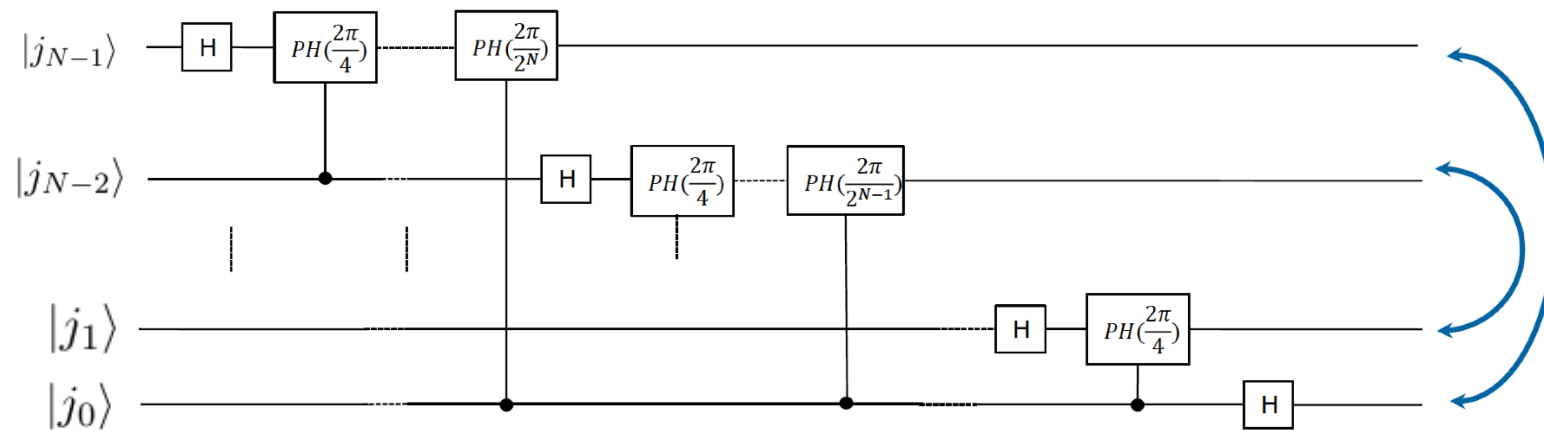 |j_{N-1}⟩ H PH(2π/4) PH(2π/2^N)
|j_{N-2}⟩ H PH(2π/4) PH(2π/2^{N-1})
|j_1⟩ H PH(2π/4)
|j_0⟩ H